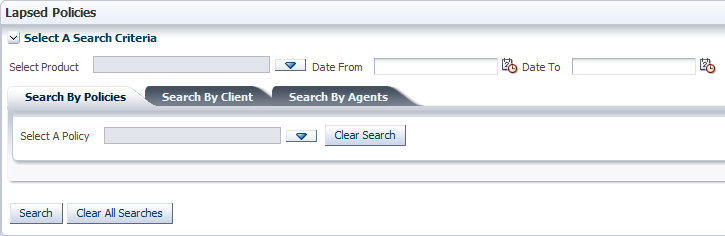 Lapsed Policies
Select A Search Criteria
Select Product Date From Date To
Search By Policies Search By Client Search By Agents
Select A Policy Clear Search
Search Clear All Searches